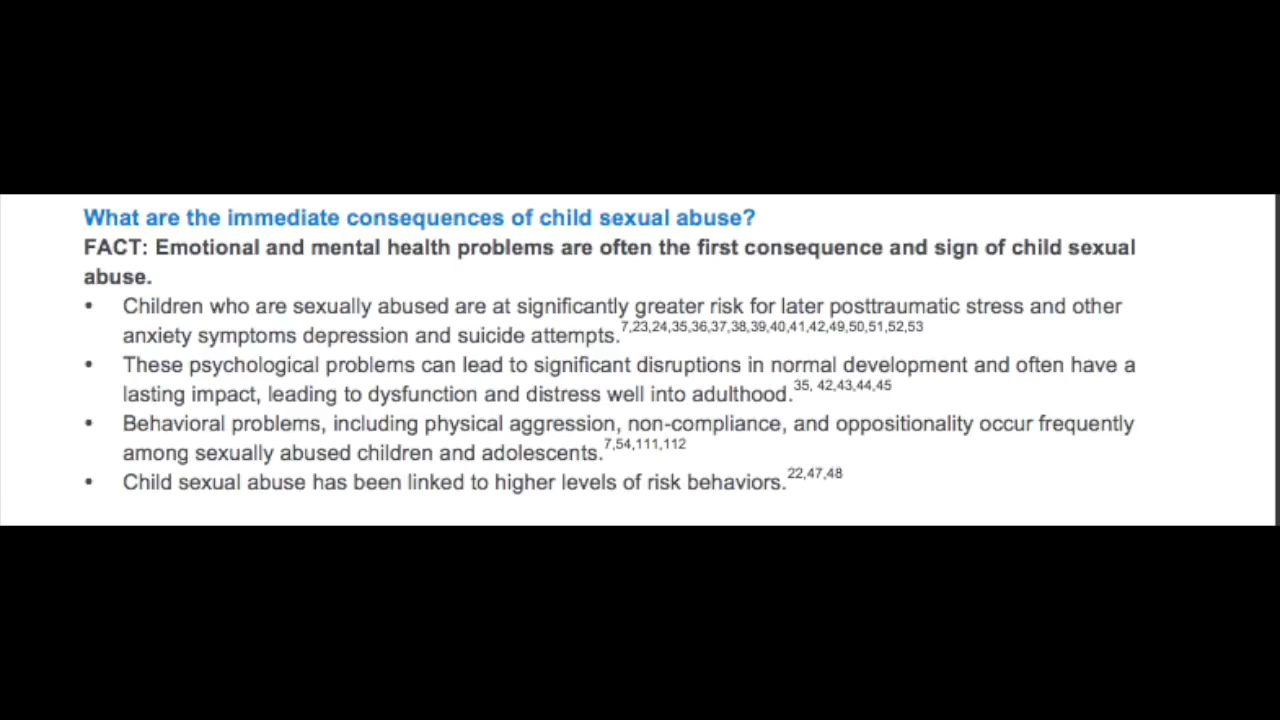 What are the immediate consequences of child sexual abuse?
FACT: Emotional and mental health problems are often the first consequence and sign of child sexual
abuse.
• Children who are sexually abused are at significantly greater risk for later posttraumatic stress and other
anxiety symptoms depression and suicide attempts.7,23,24,35,36,37,38,39,40,41,42,49,50,51,52,53
• These psychological problems can lead to significant disruptions in normal development and often have a
lasting impact, leading to dysfunction and distress well into adulthood.35, 42,43,44,45
• Behavioral problems, including physical aggression, non-compliance, and oppositionality occur frequently
among sexually abused children and adolescents.7,54,111,112
• Child sexual abuse has been linked to higher levels of risk behaviors.22,47,48